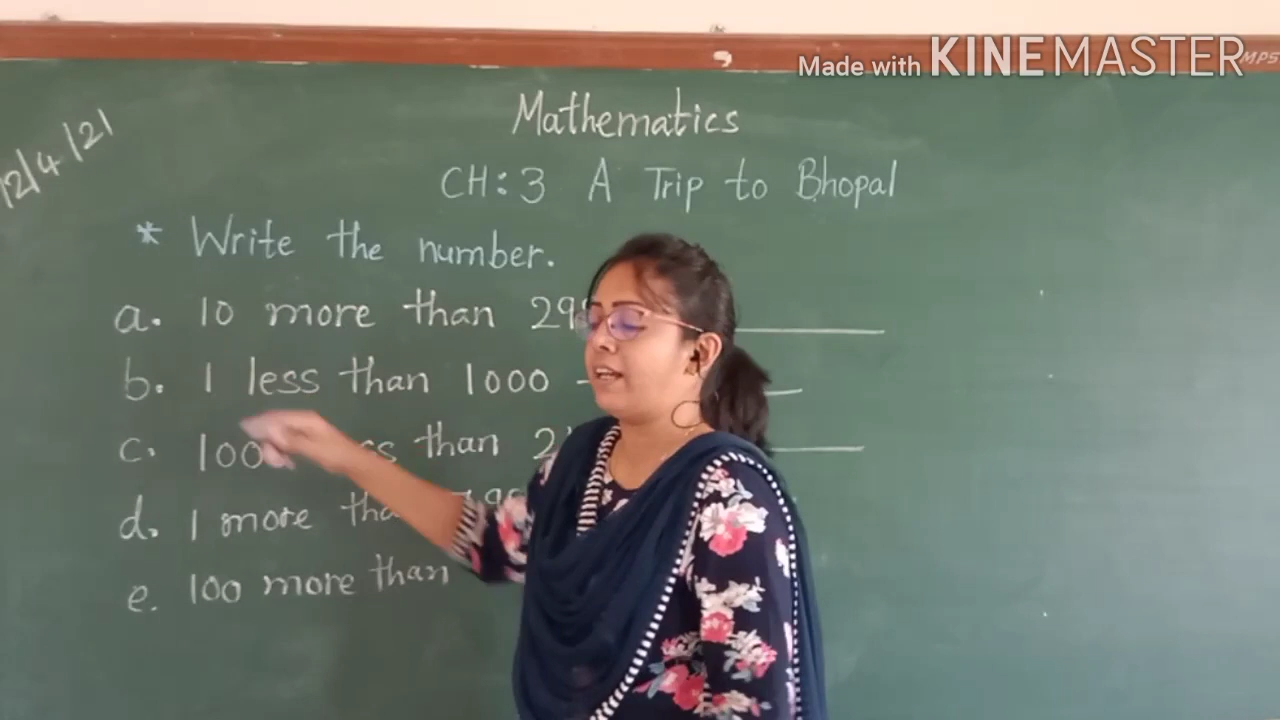 Made with KINEMASTER
Mathematics
12/4/21
CH:3 A Trip to Bhopal
* Write the number.
a. 10 more than
b. 1 less than 1000
c. 100 than
d. 1 more
e. 100 more than